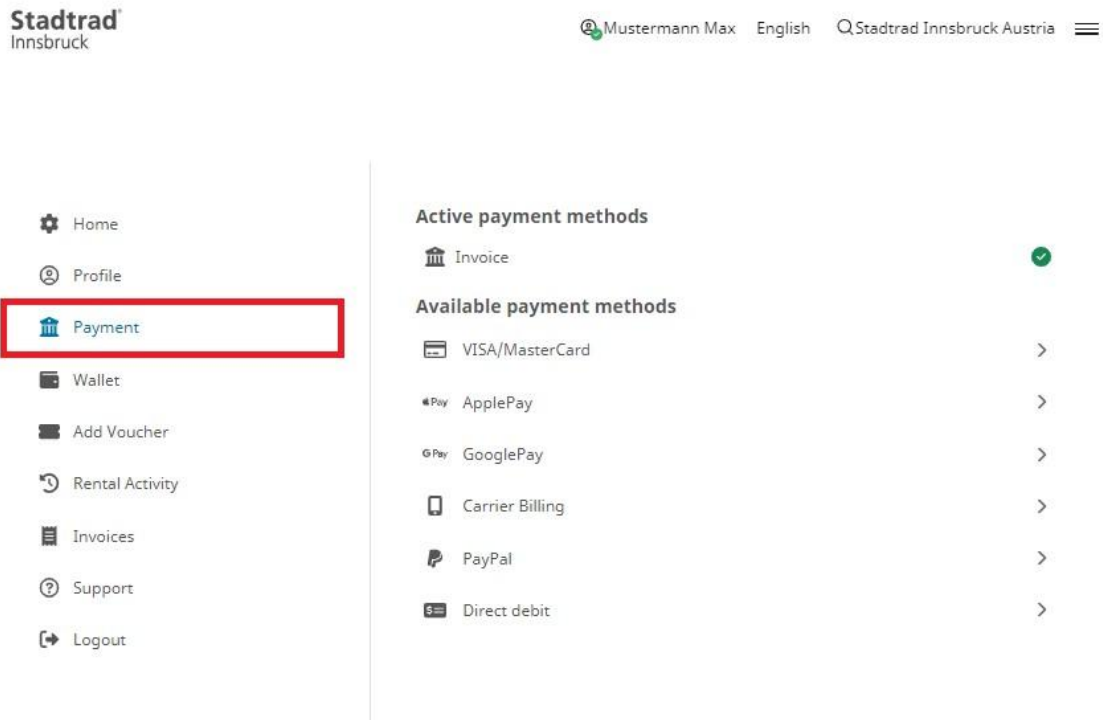 Stadtrad
Innsbruck
Mustermann Max English Stadtrad Innsbruck Austria
Home
Profile
Payment
Wallet
Add Voucher
Rental Activity
Invoices
Support
Logout
Active payment methods
Invoice
Available payment methods
VISA/MasterCard
Pay ApplePay
G Pay GooglePay
Carrier Billing
PayPal
Direct debit